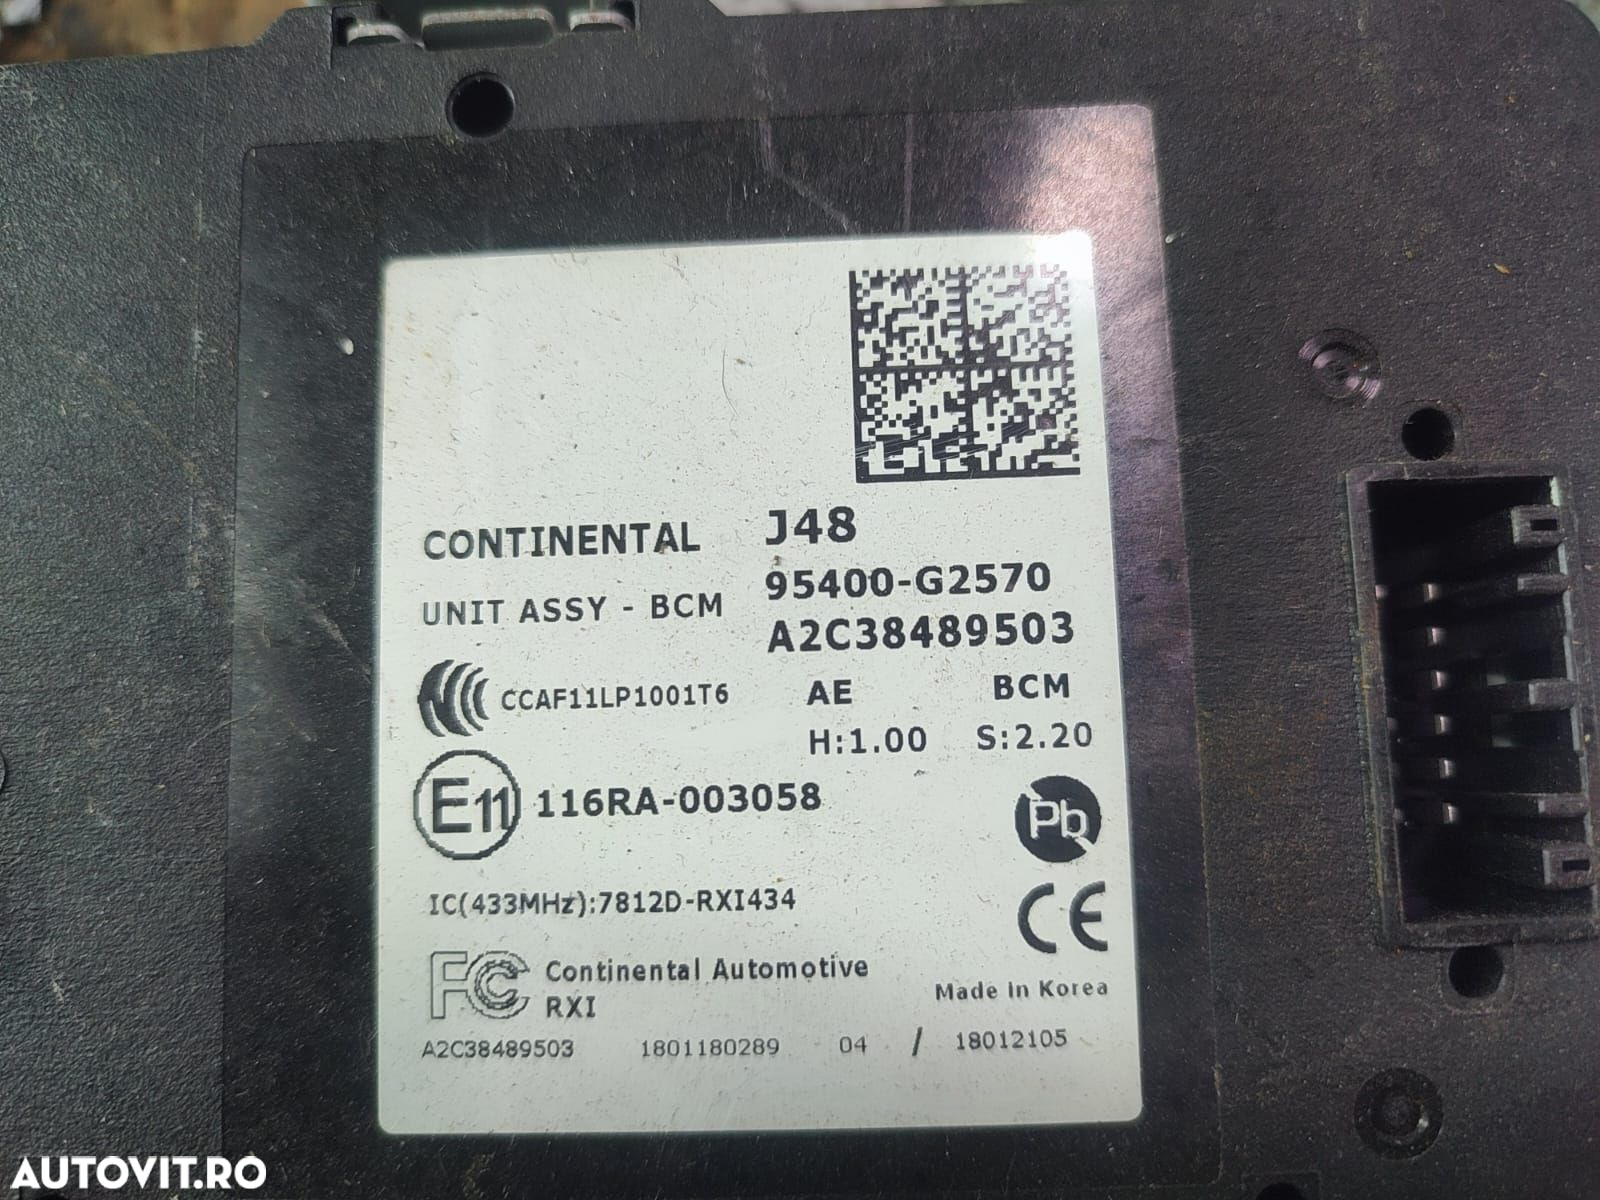 CONTINENTAL J48
UNIT ASSY - BCM 95400-G2570
A2C38489503
CCAF11LP1001T6 AE BCM
H:1.00 S:2.20
E11 116RA-003058
Pb
IC(433MHz):7812D-RXI434
CE
FC Continental Automotive
RXI
Made In Korea
A2C38489503 1801180289 04 / 18012105
AUTOVIT.RO